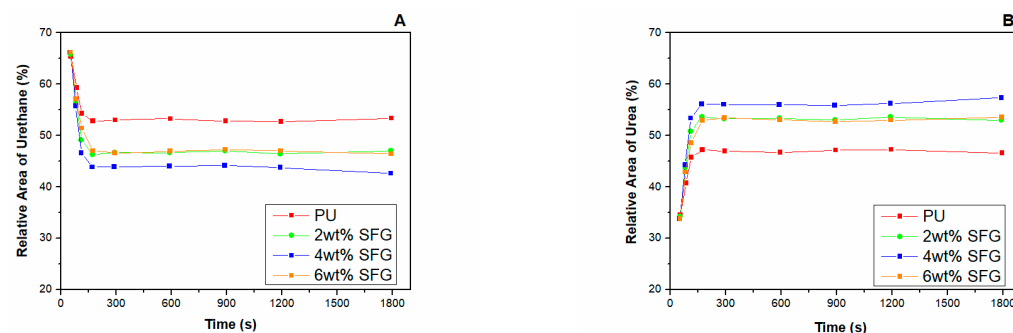 A
Relative Area of Urethane (%)
70
60
50
40
30
20
PU
2wt% SFG
4wt% SFG
6wt% SFG
0 300 600 900 1200 1500 1800
Time (s)
B
Relative Area of Urea (%)
70
60
50
40
30
20
PU
2wt% SFG
4wt% SFG
6wt% SFG
0 300 600 900 1200 1500 1800
Time (s)